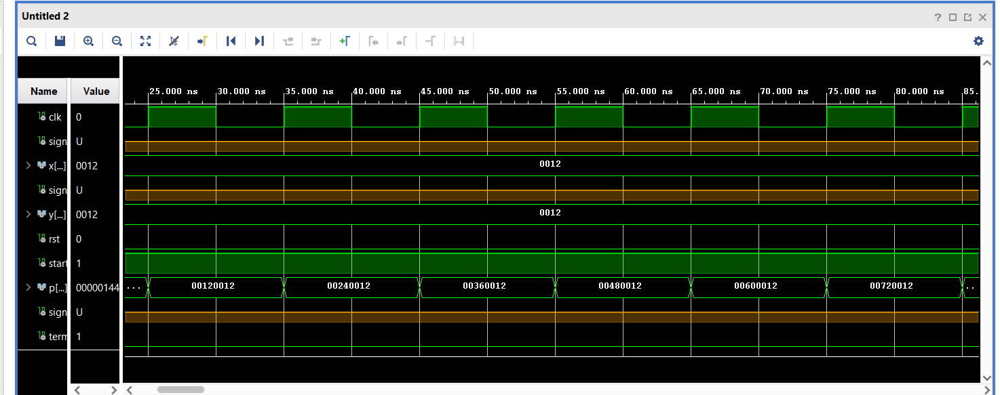 Untitled 2
Name Value
25.000 ns 30.000 ns 35.000 ns 40.000 ns 45.000 ns 50.000 ns 55.000 ns 60.000 ns 65.000 ns 70.000 ns 75.000 ns 80.000 ns 85.
clk 0
sign U
x[...] 0012 0012
sign U
y[...] 0012 0012
rst 0
start 1
p[...] 00000144 ... 00120012 00240012 00360012 00480012 00600012 00720012 ..
sign U
term 1